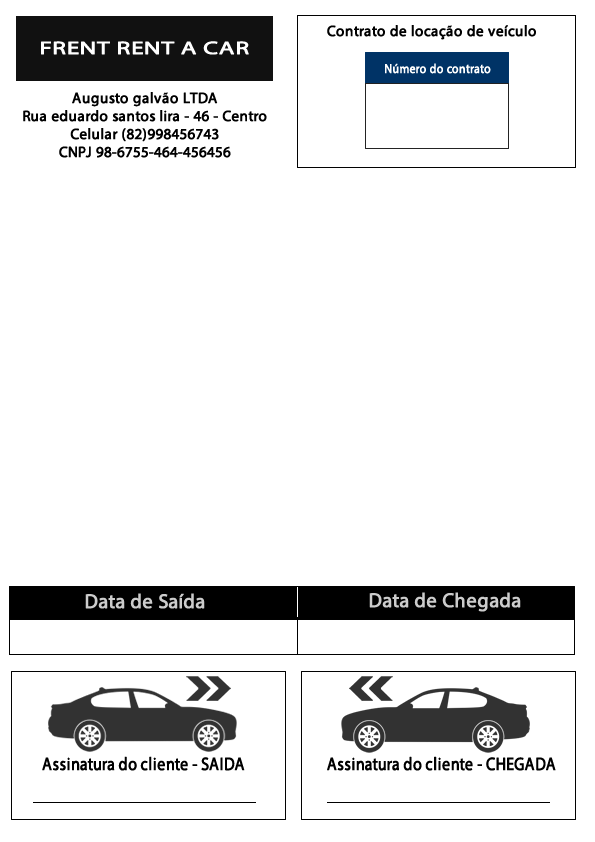 FRENT RENT A CAR
Augusto galvão LTDA
Rua eduardo santos lira - 46 - Centro
Celular (82)998456743
CNPJ 98-6755-464-456456
Contrato de locação de veículo
Número do contrato
Data de Saída
Data de Chegada
Assinatura do cliente - SAIDA
Assinatura do cliente - CHEGADA